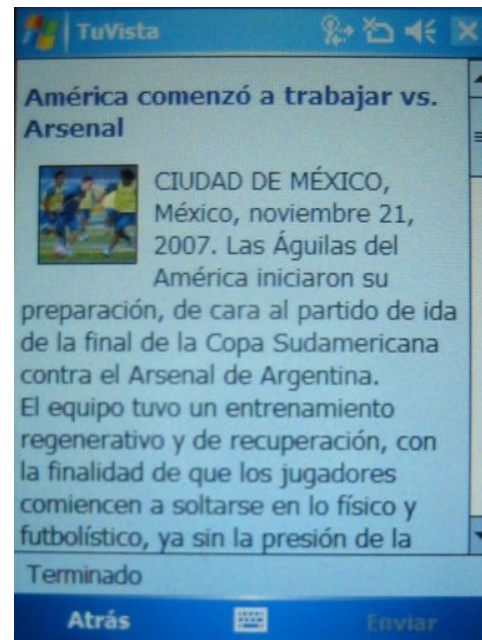 TuVista
América comenzó a trabajar vs.
Arsenal
CIUDAD DE MÉXICO,
México, noviembre 21,
2007. Las Águilas del
América iniciaron su
preparación, de cara al partido de ida
de la final de la Copa Sudamericana
contra el Arsenal de Argentina.
El equipo tuvo un entrenamiento
regenerativo y de recuperación, con
la finalidad de que los jugadores
comiencen a soltarse en lo físico y
futbolístico, ya sin la presión de la
Terminado
Atrás
Enviar